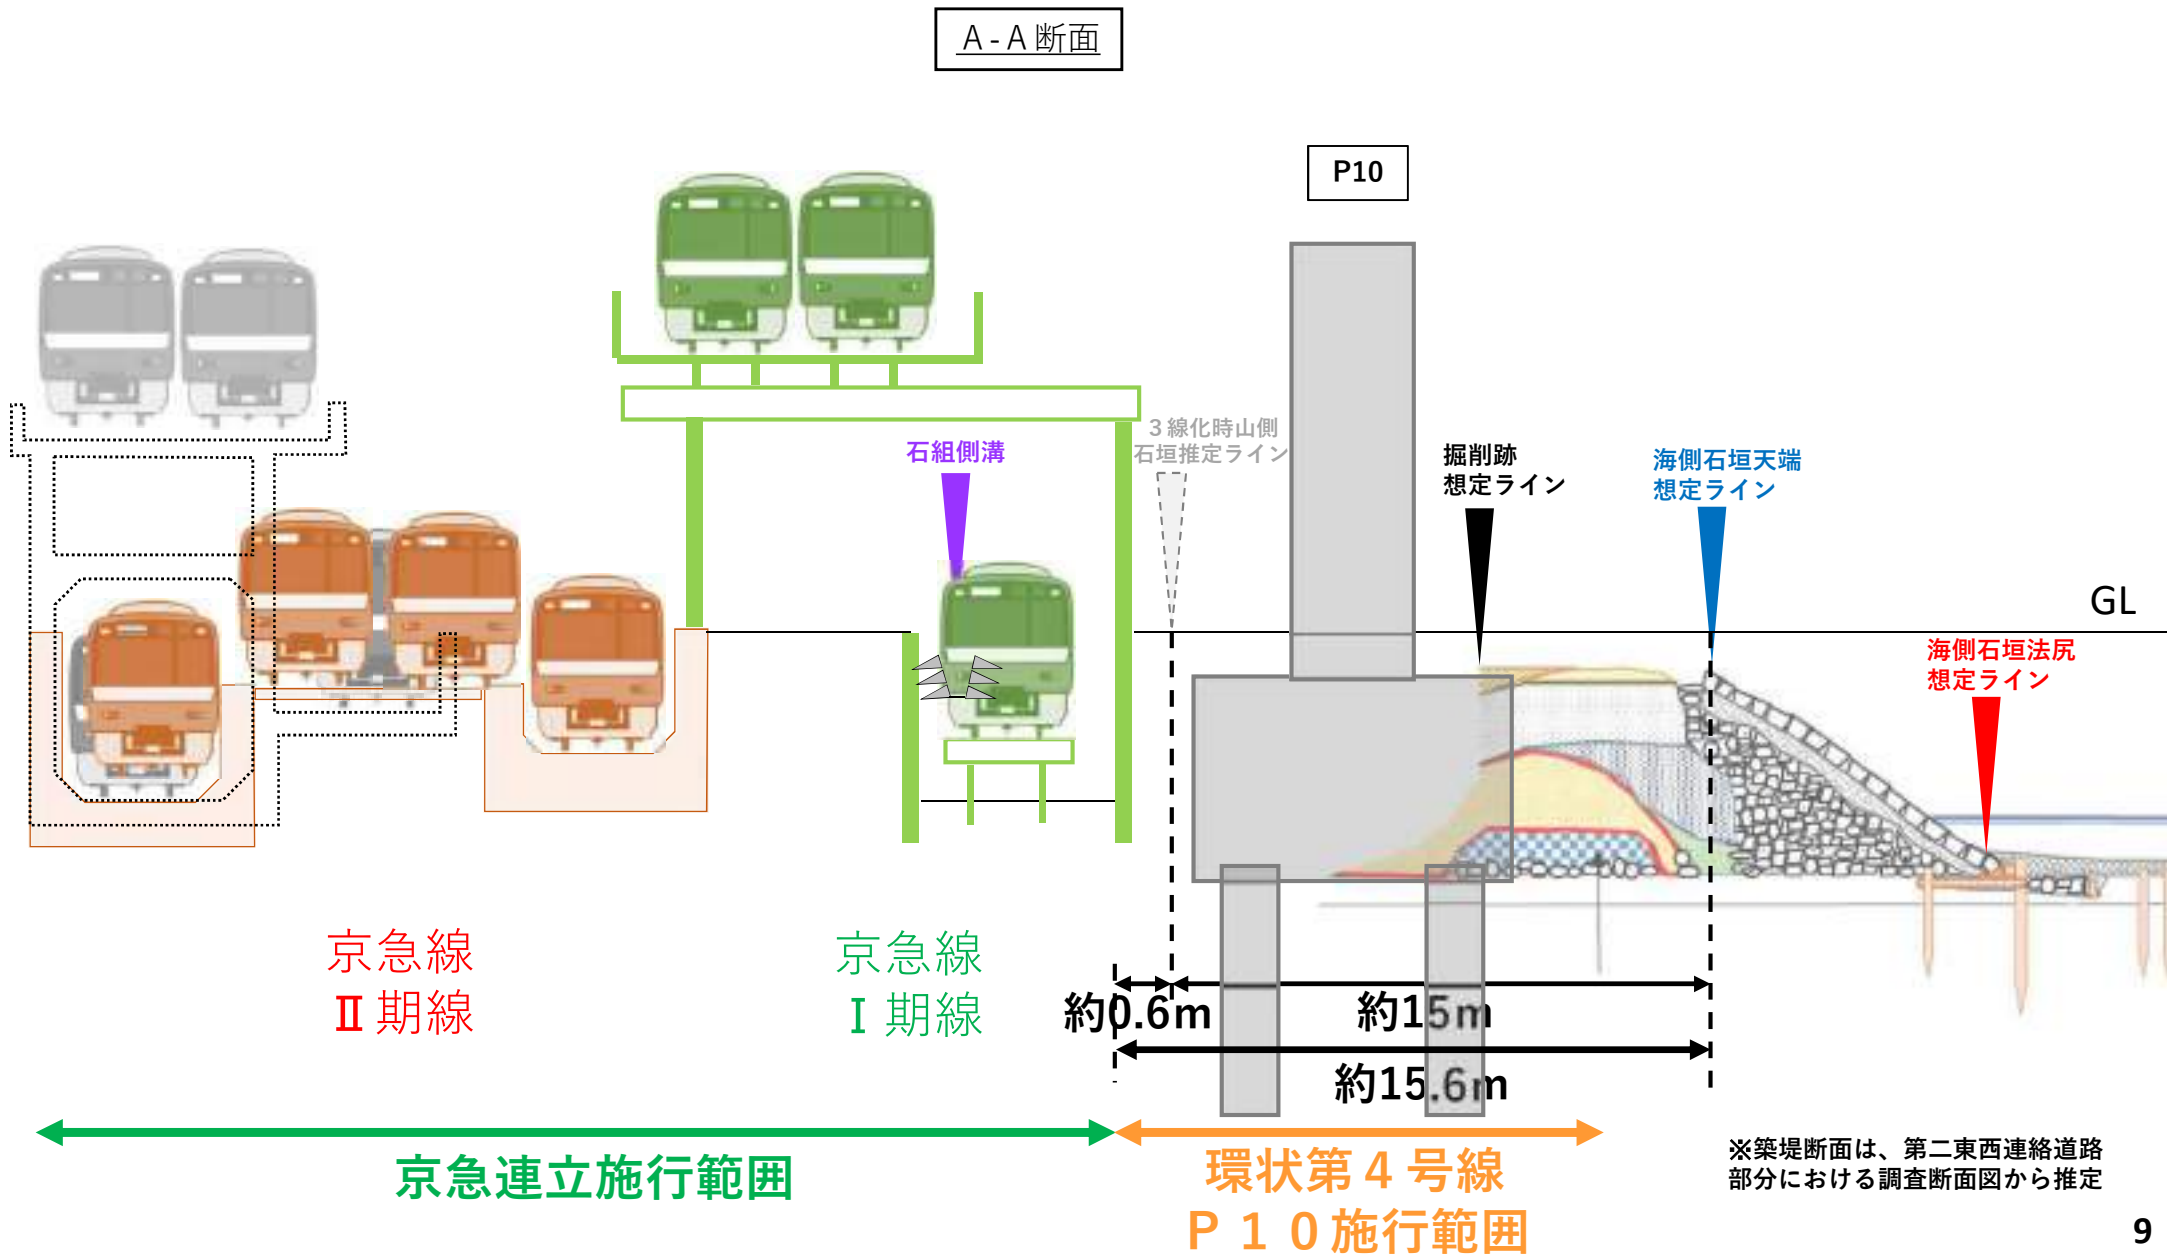 A-A断面
P10
3線化時山側
石垣推定ライン
石組側溝
掘削跡
想定ライン
海側石垣天端
想定ライン
GL
海側石垣法尻
想定ライン
京急線
Ⅱ期線
京急線
Ⅰ期線
約0.6m
約15m
約15.6m
京急連立施行範囲
環状第4号線
P10施行範囲
※築堤断面は、第二東西連絡道路
部分における調査断面図から推定
9